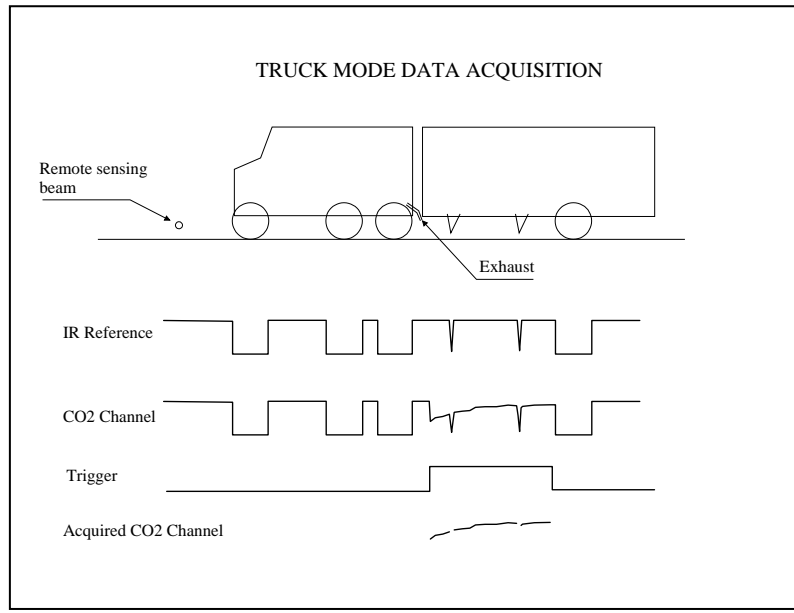 TRUCK MODE DATA ACQUISITION
Remote sensing
beam
Exhaust
IR Reference
CO2 Channel
Trigger
Acquired CO2 Channel